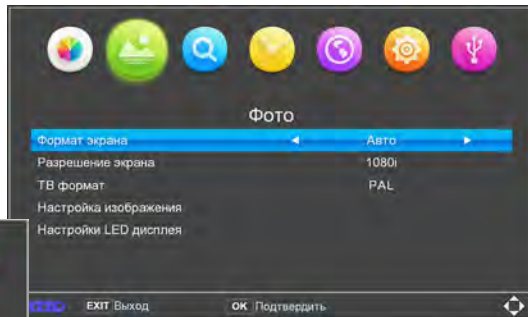 Фото
Формат экрана Авто
Разрешение экрана 1080i
ТВ формат PAL
Настройка изображения
Настройки LED дисплея
EXIT Выход OK Подтвердить